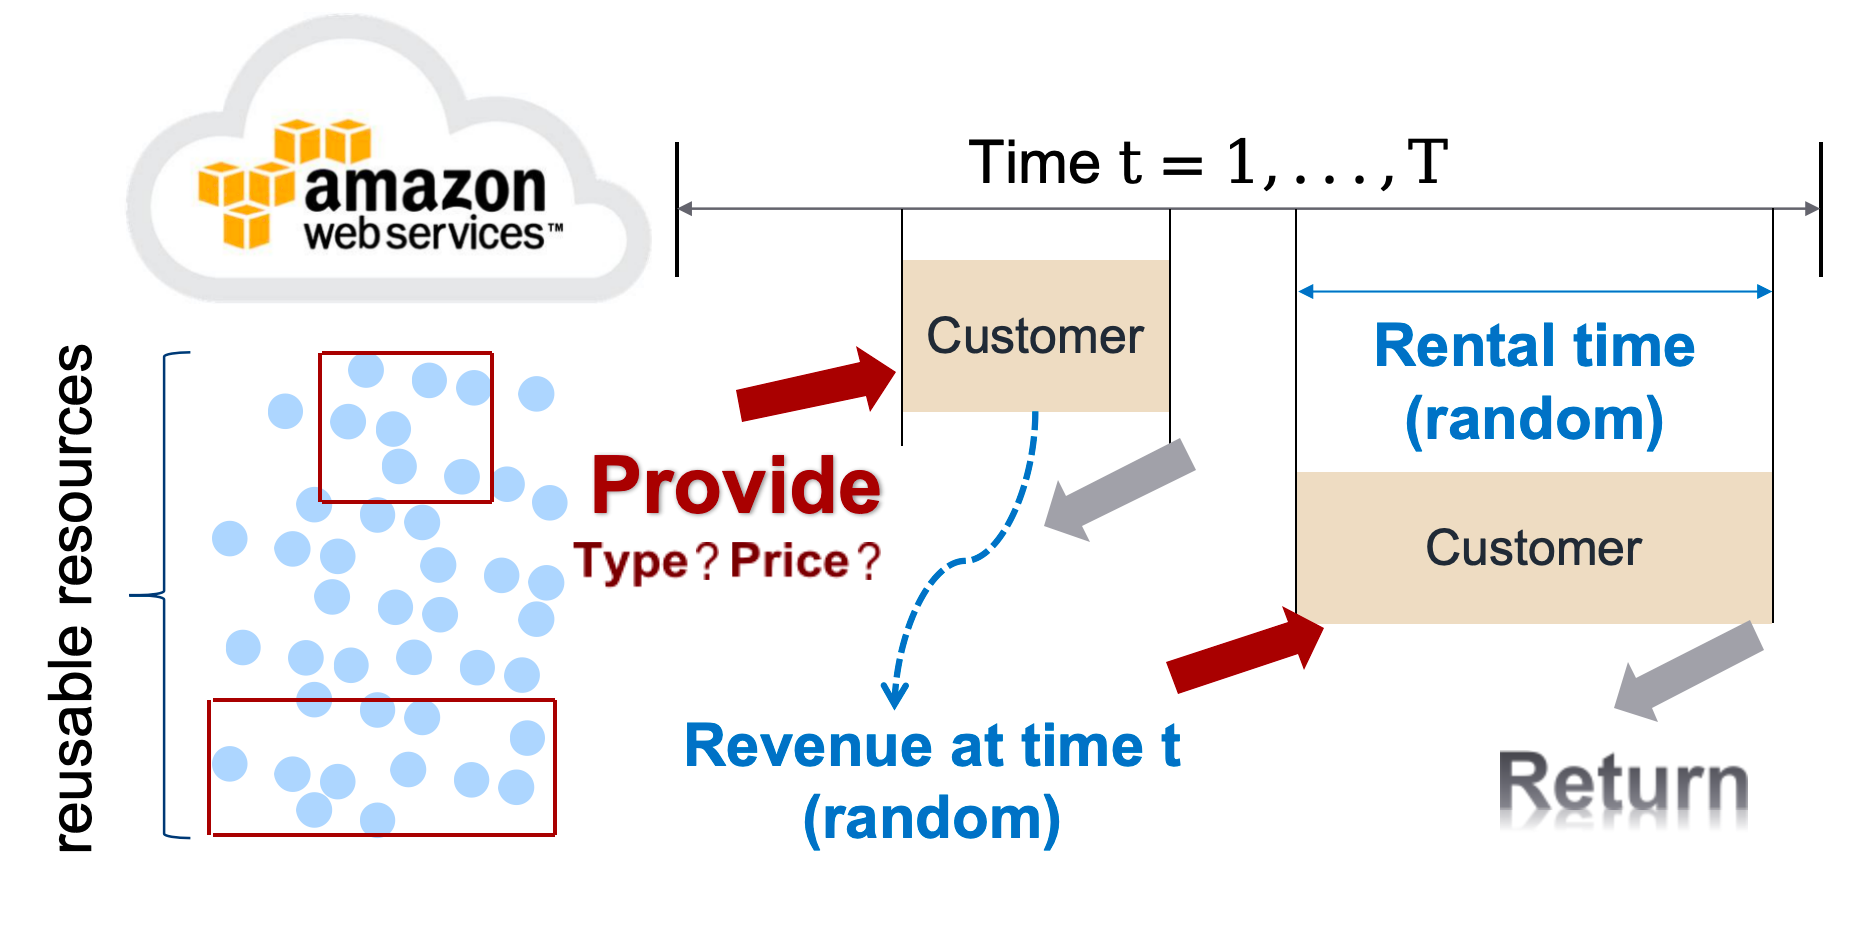 amazon
web services™
Time t = 1, . . . , T
Customer
Rental time
(random)
reusable resources
Provide
Type? Price?
Customer
Revenue at time t
(random)
Return